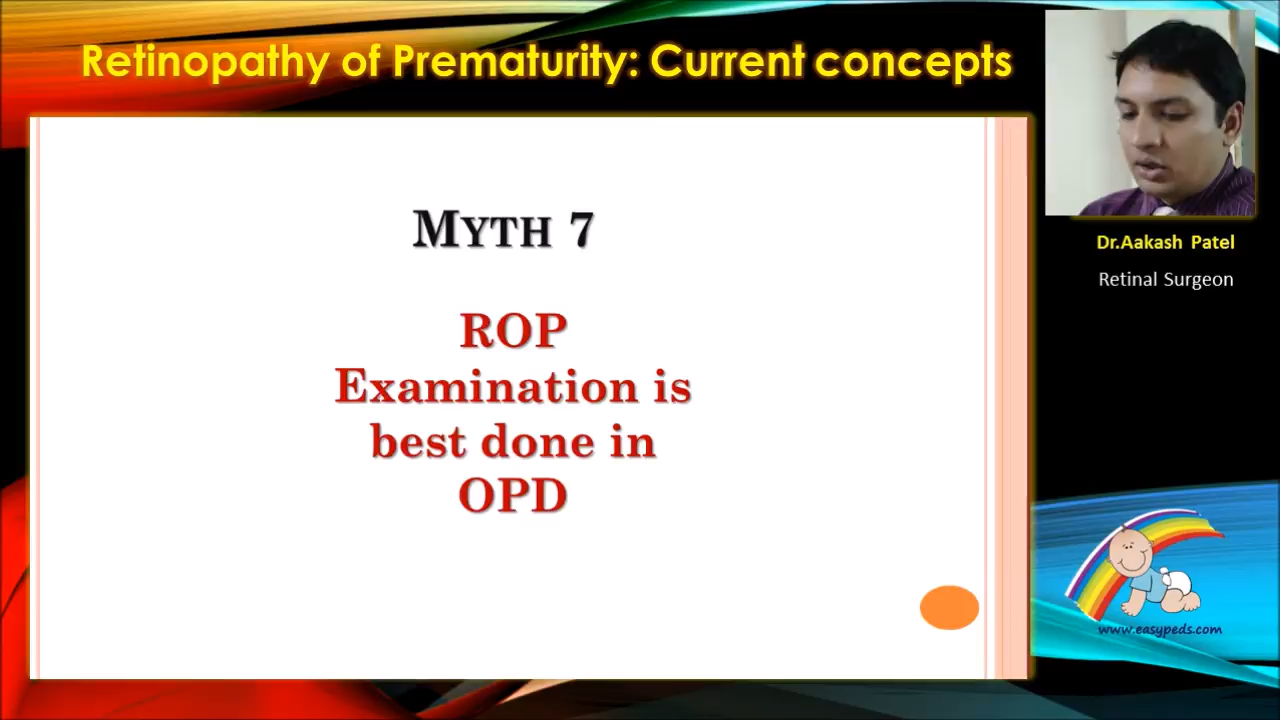 Retinopathy of Prematurity: Current concepts
MYTH 7
ROP
Examination is
best done in
OPD
Dr.Aakash Patel
Retinal Surgeon
www.easypeds.com